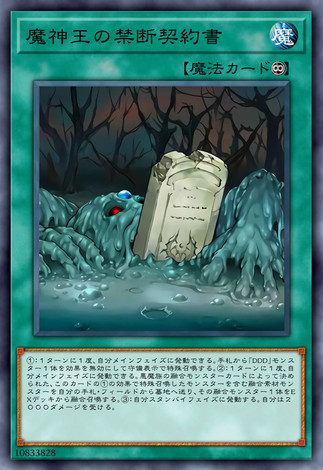 魔神王の禁断契約書
魔
【魔法カード】
①：１ターンに１度、自分メインフェイズに発動できる。手札から「DDD」モンス
ター１体を効果を無効にして守備表示で特殊召喚する。②：１ターンに１度、自
分メインフェイズに発動できる。悪魔族の融合モンスターカードによって決め
られた、このカードの①の効果で特殊召喚したモンスターを含む融合素材モン
スターを自分の手札・フィールドから墓地へ送り、その融合モンスター１体をE
Xデッキから融合召喚する。③：自分スタンバイフェイズに発動する。自分は２
０００ダメージを受ける。
10833828